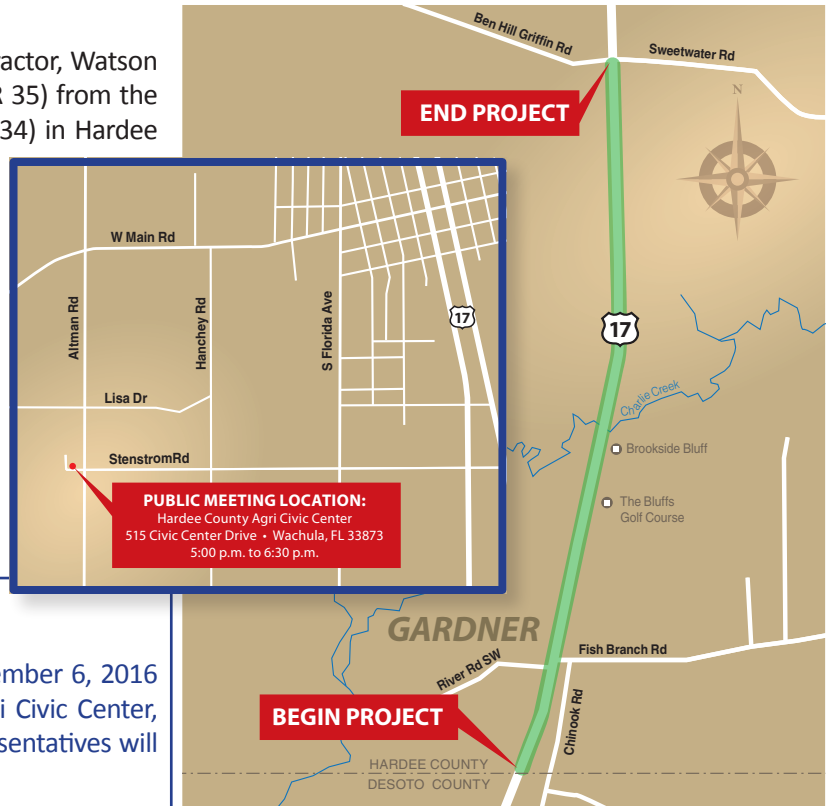 ractor, Watson
R 35) from the
34) in Hardee
Ben Hill Griffin Rd
Sweetwater Rd
END PROJECT
N
W Main Rd
Altman Rd
Hanchey Rd
S Florida Ave
17
Lisa Dr
StenstromRd
PUBLIC MEETING LOCATION:
Hardee County Agri Civic Center
515 Civic Center Drive • Wachula, FL 33873
5:00 p.m. to 6:30 p.m.
17
Charlie Creek
Brookside Bluff
The Bluffs
Golf Course
GARDNER
Fish Branch Rd
River Rd SW
Chinook Rd
BEGIN PROJECT
HARDEE COUNTY
DESOTO COUNTY
ember 6, 2016
i Civic Center,
sentatives will